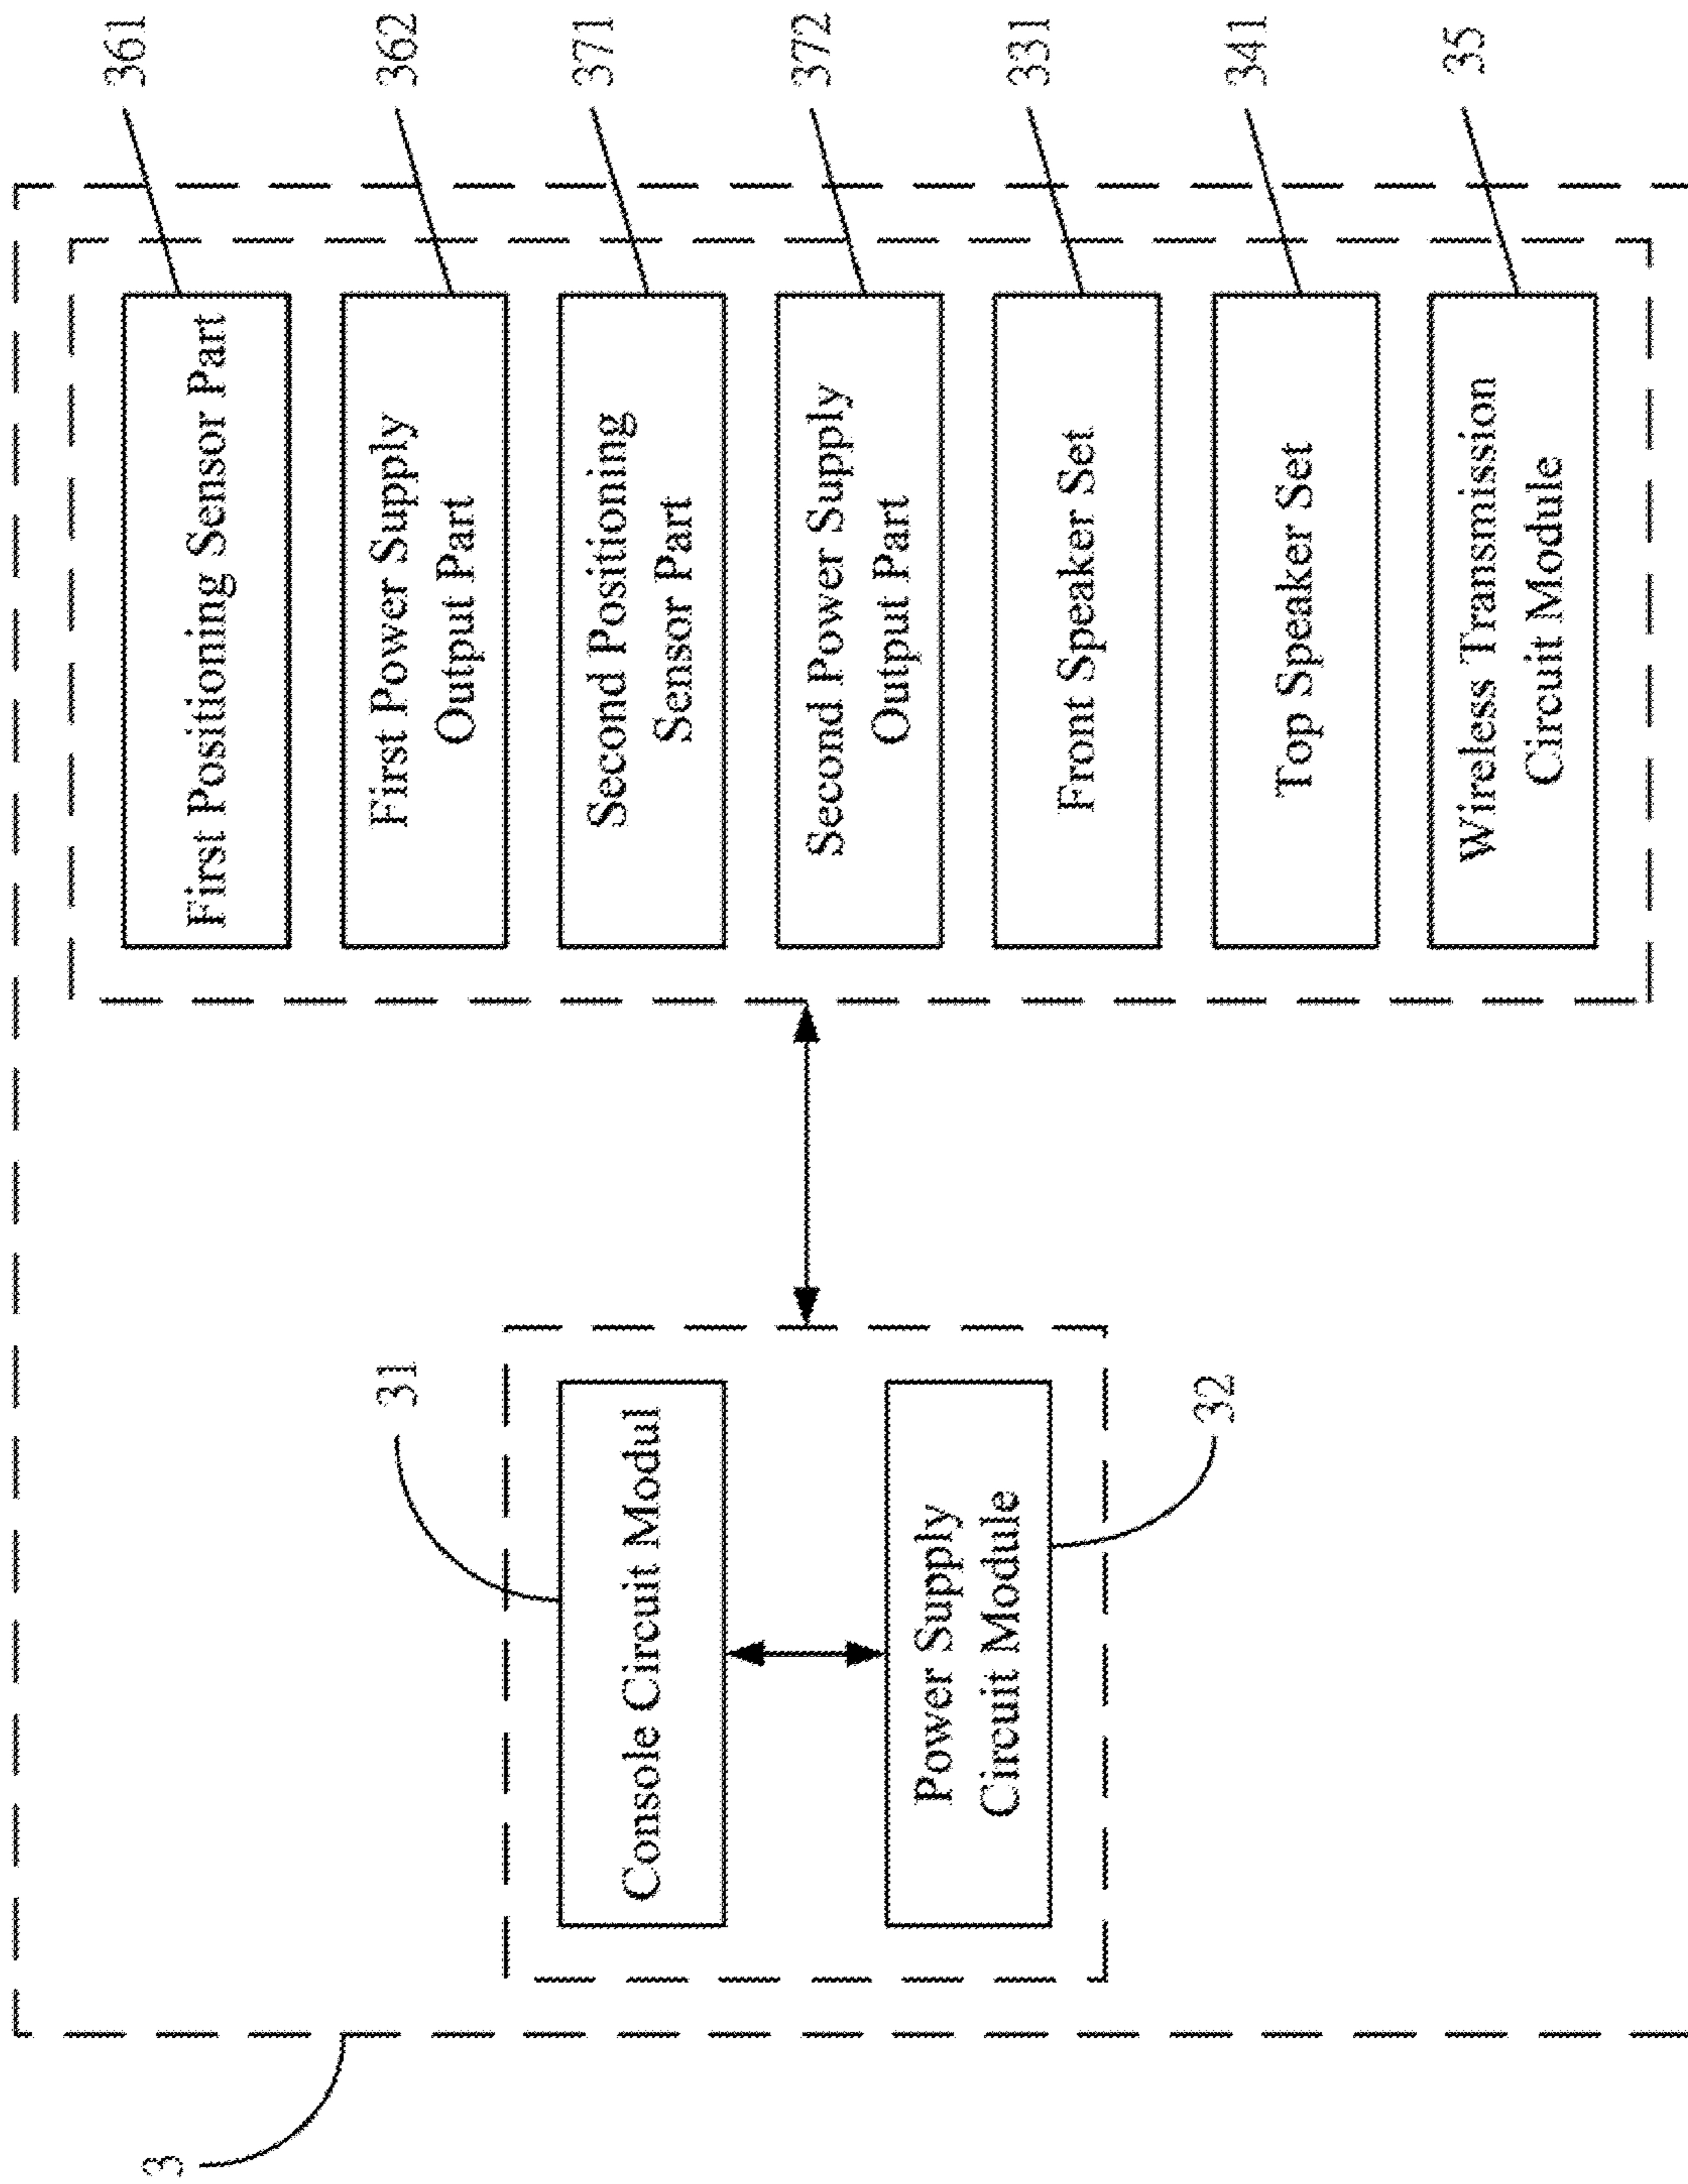 3
31
Console Circuit Modul
Power Supply
Circuit Module
32
First Positioning Sensor Part
361
First Power Supply
Output Part
362
Second Positioning
Sensor Part
371
Second Power Supply
Output Part
372
Front Speaker Set
331
Top Speaker Set
341
Wireless Transmission
Circuit Module
35